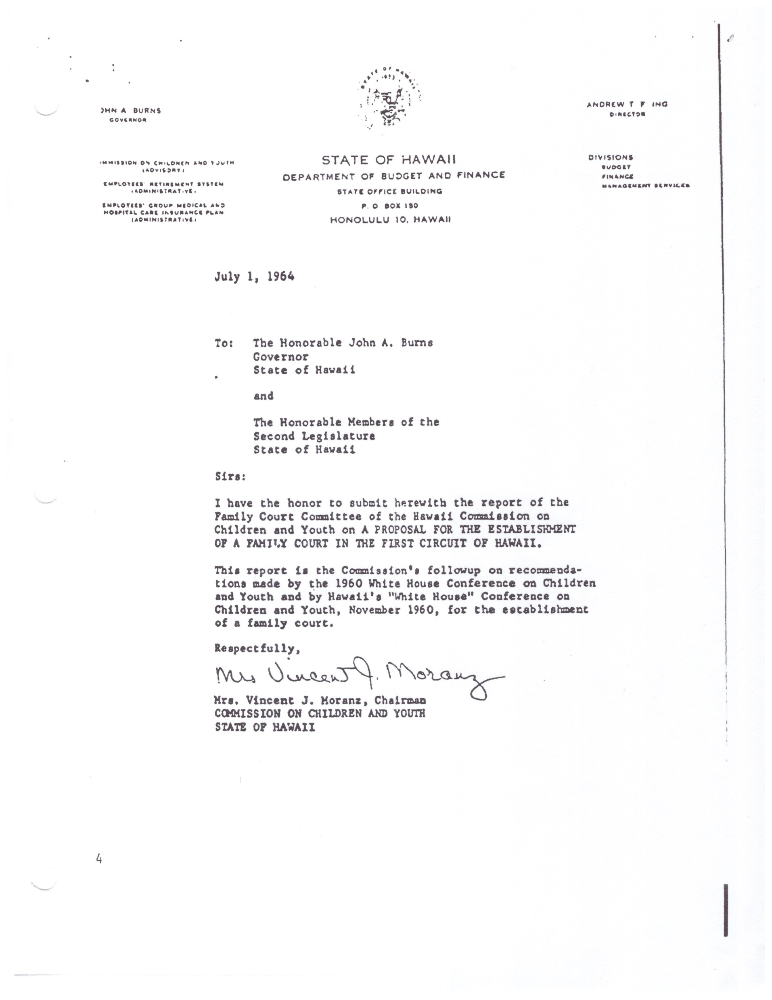 STATE OF HAWAII
OHN A BURNS
GOVERNOR
ANDREW T F ING
DIRECTOR
MMISSION ON CHILDREN AND YOUTH
(ADVISORY)
EMPLOYEES' RETIREMENT SYSTEM
(ADMINISTRATIVE)
EMPLOYEES' GROUP MEDICAL AND
HOSPITAL CARE INSURANCE PLAN
(ADMINISTRATIVE)
STATE OF HAWAII
DEPARTMENT OF BUDGET AND FINANCE
STATE OFFICE BUILDING
P. O BOX 150
HONOLULU 10, HAWAII
DIVISIONS
BUDGET
FINANCE
MANAGEMENT SERVICES
July 1, 1964
To: The Honorable John A. Burns
Governor
State of Hawaii
and
The Honorable Members of the
Second Legislature
State of Hawaii
Sirs:
I have the honor to submit herewith the report of the
Family Court Committee of the Hawaii Commission on
Children and Youth on A PROPOSAL FOR THE ESTABLISHMENT
OF A FAMILY COURT IN THE FIRST CIRCUIT OF HAWAII.
This report is the Commission's followup on recommenda-
tions made by the 1960 White House Conference on Children
and Youth and by Hawaii's "White House" Conference on
Children and Youth, November 1960, for the establishment
of a family court.
Respectfully,
Mrs Vincent J. Moranz
Mrs. Vincent J. Moranz, Chairman
COMMISSION ON CHILDREN AND YOUTH
STATE OF HAWAII
4